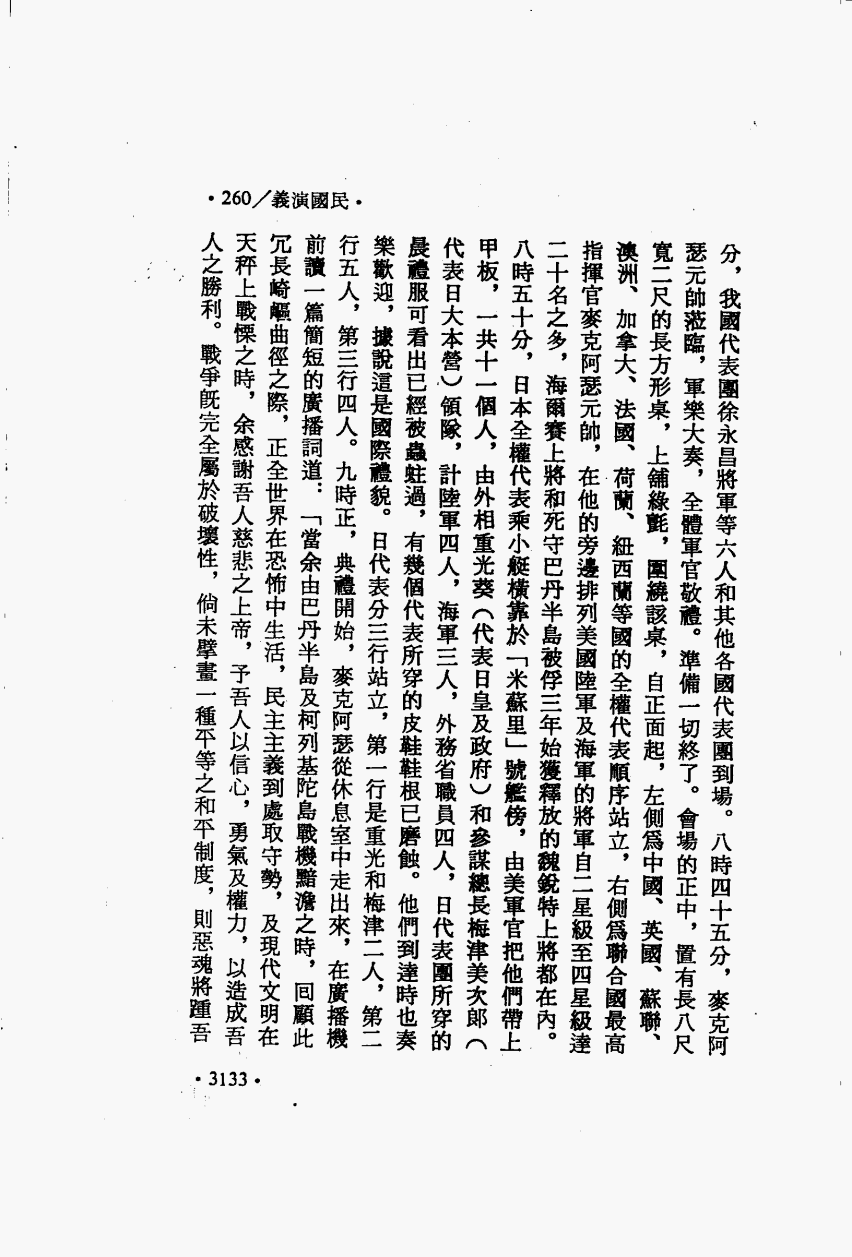 民國演義/260
分，我國代表團徐永昌將軍等六人和其他各國代表團到場。八時四十五分，麥克阿
瑟元帥蒞臨，軍樂大奏，全體軍官敬禮。準備一切終了。會場的正中，置有長八尺
寬二尺的長方形桌，上舖綠氈，圍繞該桌，自正面起，左側爲中國、英國、蘇聯、
澳洲、加拿大、法國、荷蘭、紐西蘭等國的全權代表順序站立，右側爲聯合國最高
指揮官麥克阿瑟元帥，在他的旁邊排列美國陸軍及海軍的將軍自二星級至四星級達
二十名之多，海爾賽上將和死守巴丹半島被俘三年始獲釋放的魏銳特上將都在內。
八時五十分，日本全權代表乘小艇橫靠於「米蘇里」號艦傍，由美軍官把他們帶上
甲板，一共十一個人，由外相重光葵（代表日皇及政府）和參謀總長梅津美次郎（
代表日大本營）領隊，計陸軍四人，海軍三人，外務省職員四人，日代表團所穿的
晨禮服可看出已經被蟲蛀過，有幾個代表所穿的皮鞋鞋根已磨蝕。他們到達時也奏
樂歡迎，據說這是國際禮貌。日代表分三行站立，第一行是重光和梅津二人，第二
行五人，第三行四人。九時正，典禮開始，麥克阿瑟從休息室中走出來，在廣播機
前讀一篇簡短的廣播詞道：「當余由巴丹半島及柯列基陀島戰機黯澹之時，回顧此
冗長崎嶇曲徑之際，正全世界在恐怖中生活，民主主義到處取守勢，及現代文明在
天秤上戰慄之時，余感謝吾人慈悲之上帝，予吾人以信心，勇氣及權力，以造成吾
人之勝利。戰爭旣完全屬於破壞性，倘未擘畫一種平等之和平制度，則惡魂將踵吾
·3133·